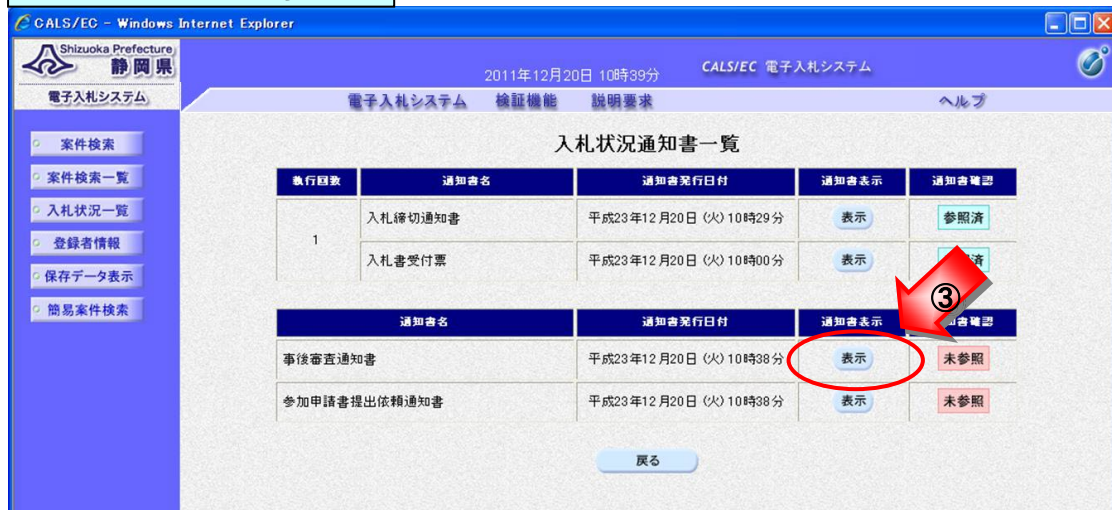 CALS/EC - Windows Internet Explorer
Shizuoka Prefecture
静岡県
電子入札システム
2011年12月20日 10時39分
CALS/EC 電子入札システム
電子入札システム 検証機能 説明要求 ヘルプ
案件検索
案件検索一覧
入札状況一覧
登録者情報
保存データ表示
簡易案件検索
入札状況通知書一覧
執行回数 通知書名 通知書発行日付 通知書表示 通知書確認
1
入札締切通知書 平成23年12月20日 (火) 10時29分 表示 参照済
入札書受付票 平成23年12月20日 (火) 10時00分 表示 済
③
通知書名 通知書発行日付 通知書表示 書確認
事後審査通知書 平成23年12月20日 (火) 10時38分 表示 未参照
参加申請書提出依頼通知書 平成23年12月20日 (火) 10時38分 表示 未参照
戻る